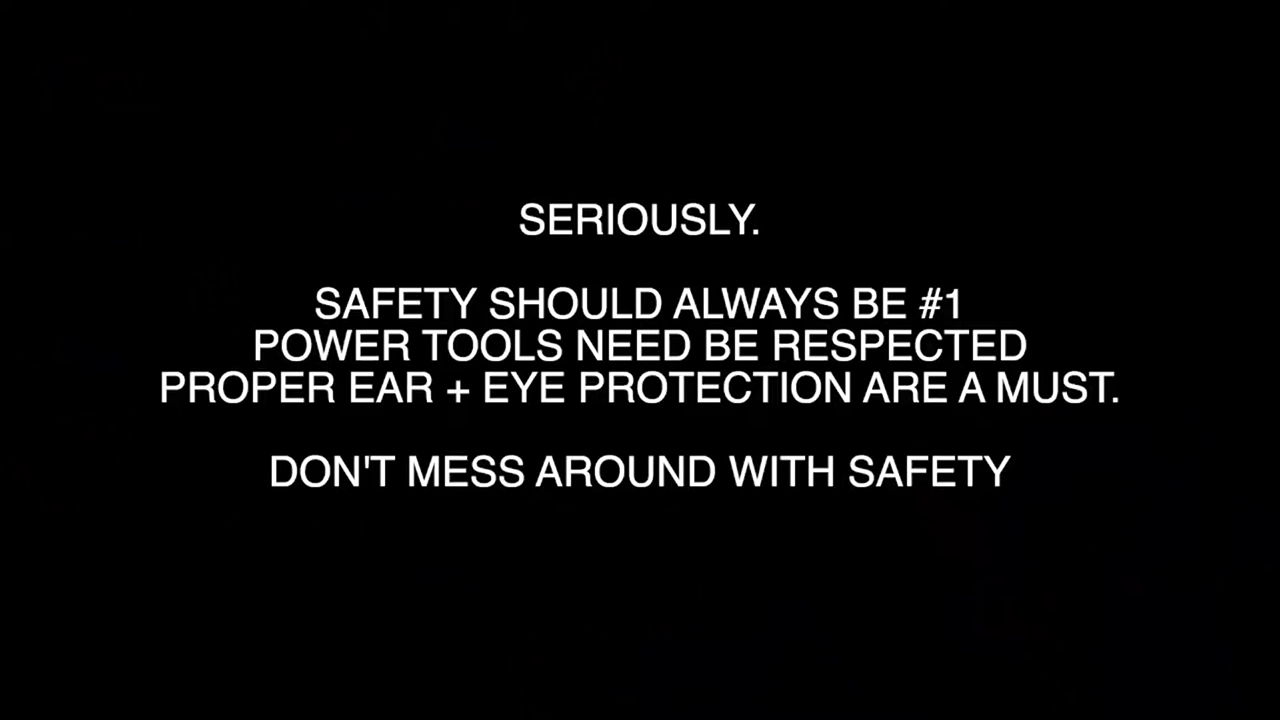 SERIOUSLY.
SAFETY SHOULD ALWAYS BE #1
POWER TOOLS NEED BE RESPECTED
PROPER EAR + EYE PROTECTION ARE A MUST.
DON'T MESS AROUND WITH SAFETY